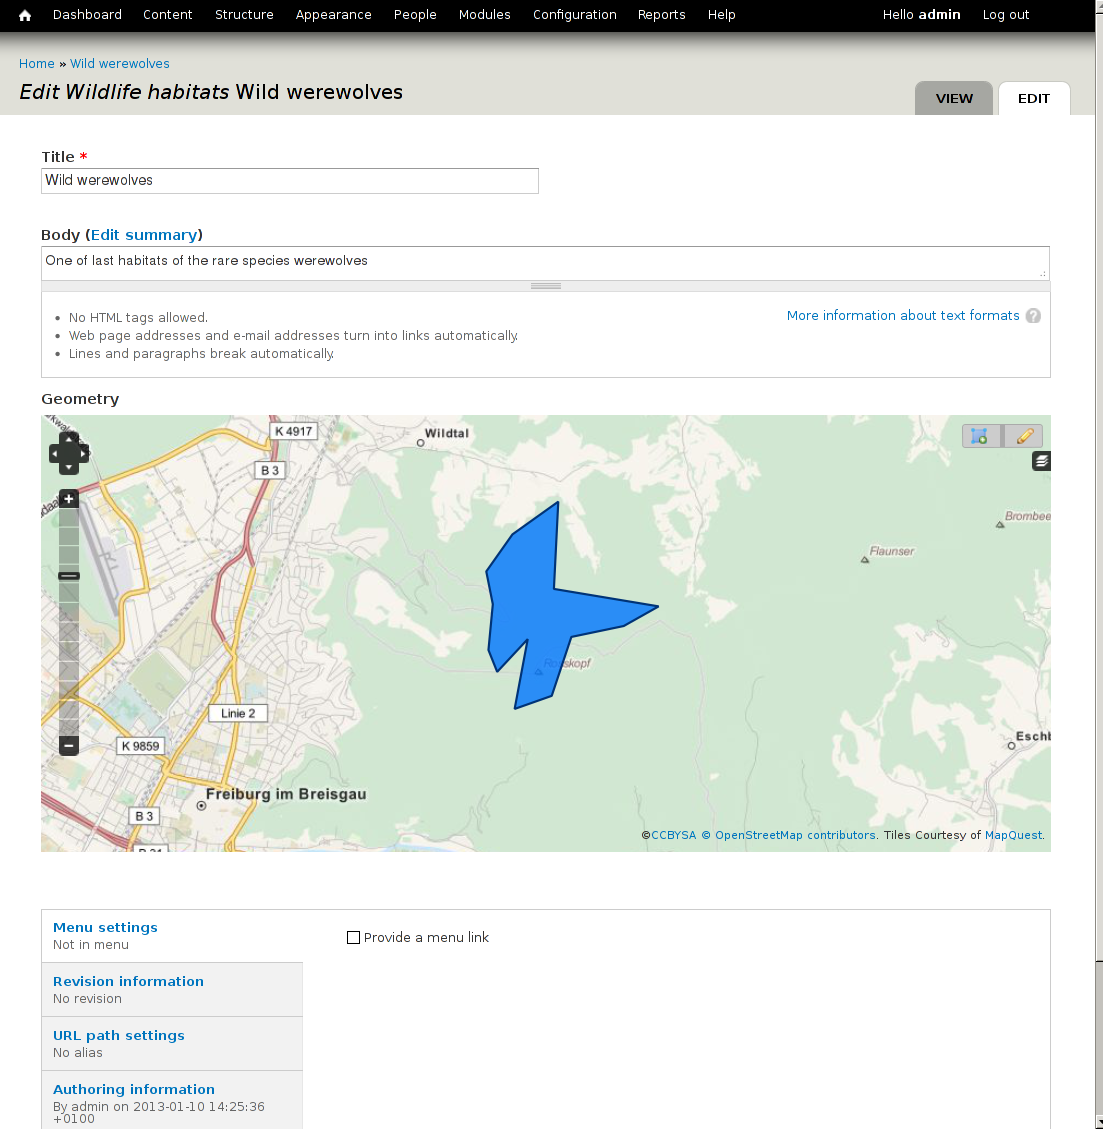 Dashboard Content Structure Appearance People Modules Configuration Reports Help Hello admin Log out
Home » Wild werewolves
Edit Wildlife habitats Wild werewolves
VIEW EDIT
Title *
Wild werewolves
Body (Edit summary)
One of last habitats of the rare species werewolves
No HTML tags allowed.
More information about text formats ?
Web page addresses and e-mail addresses turn into links automatically.
Lines and paragraphs break automatically.
Geometry
K 4917
Wildtal
B 3
Brombee
Flaunser
Rosskopf
Linie 2
K 9859
Eschb
Freiburg im Breisgau
B 3
B 31
©CCBYSA © OpenStreetMap contributors. Tiles Courtesy of MapQuest.
Menu settings
Not in menu
Provide a menu link
Revision information
No revision
URL path settings
No alias
Authoring information
By admin on 2013-01-10 14:25:36
+0100